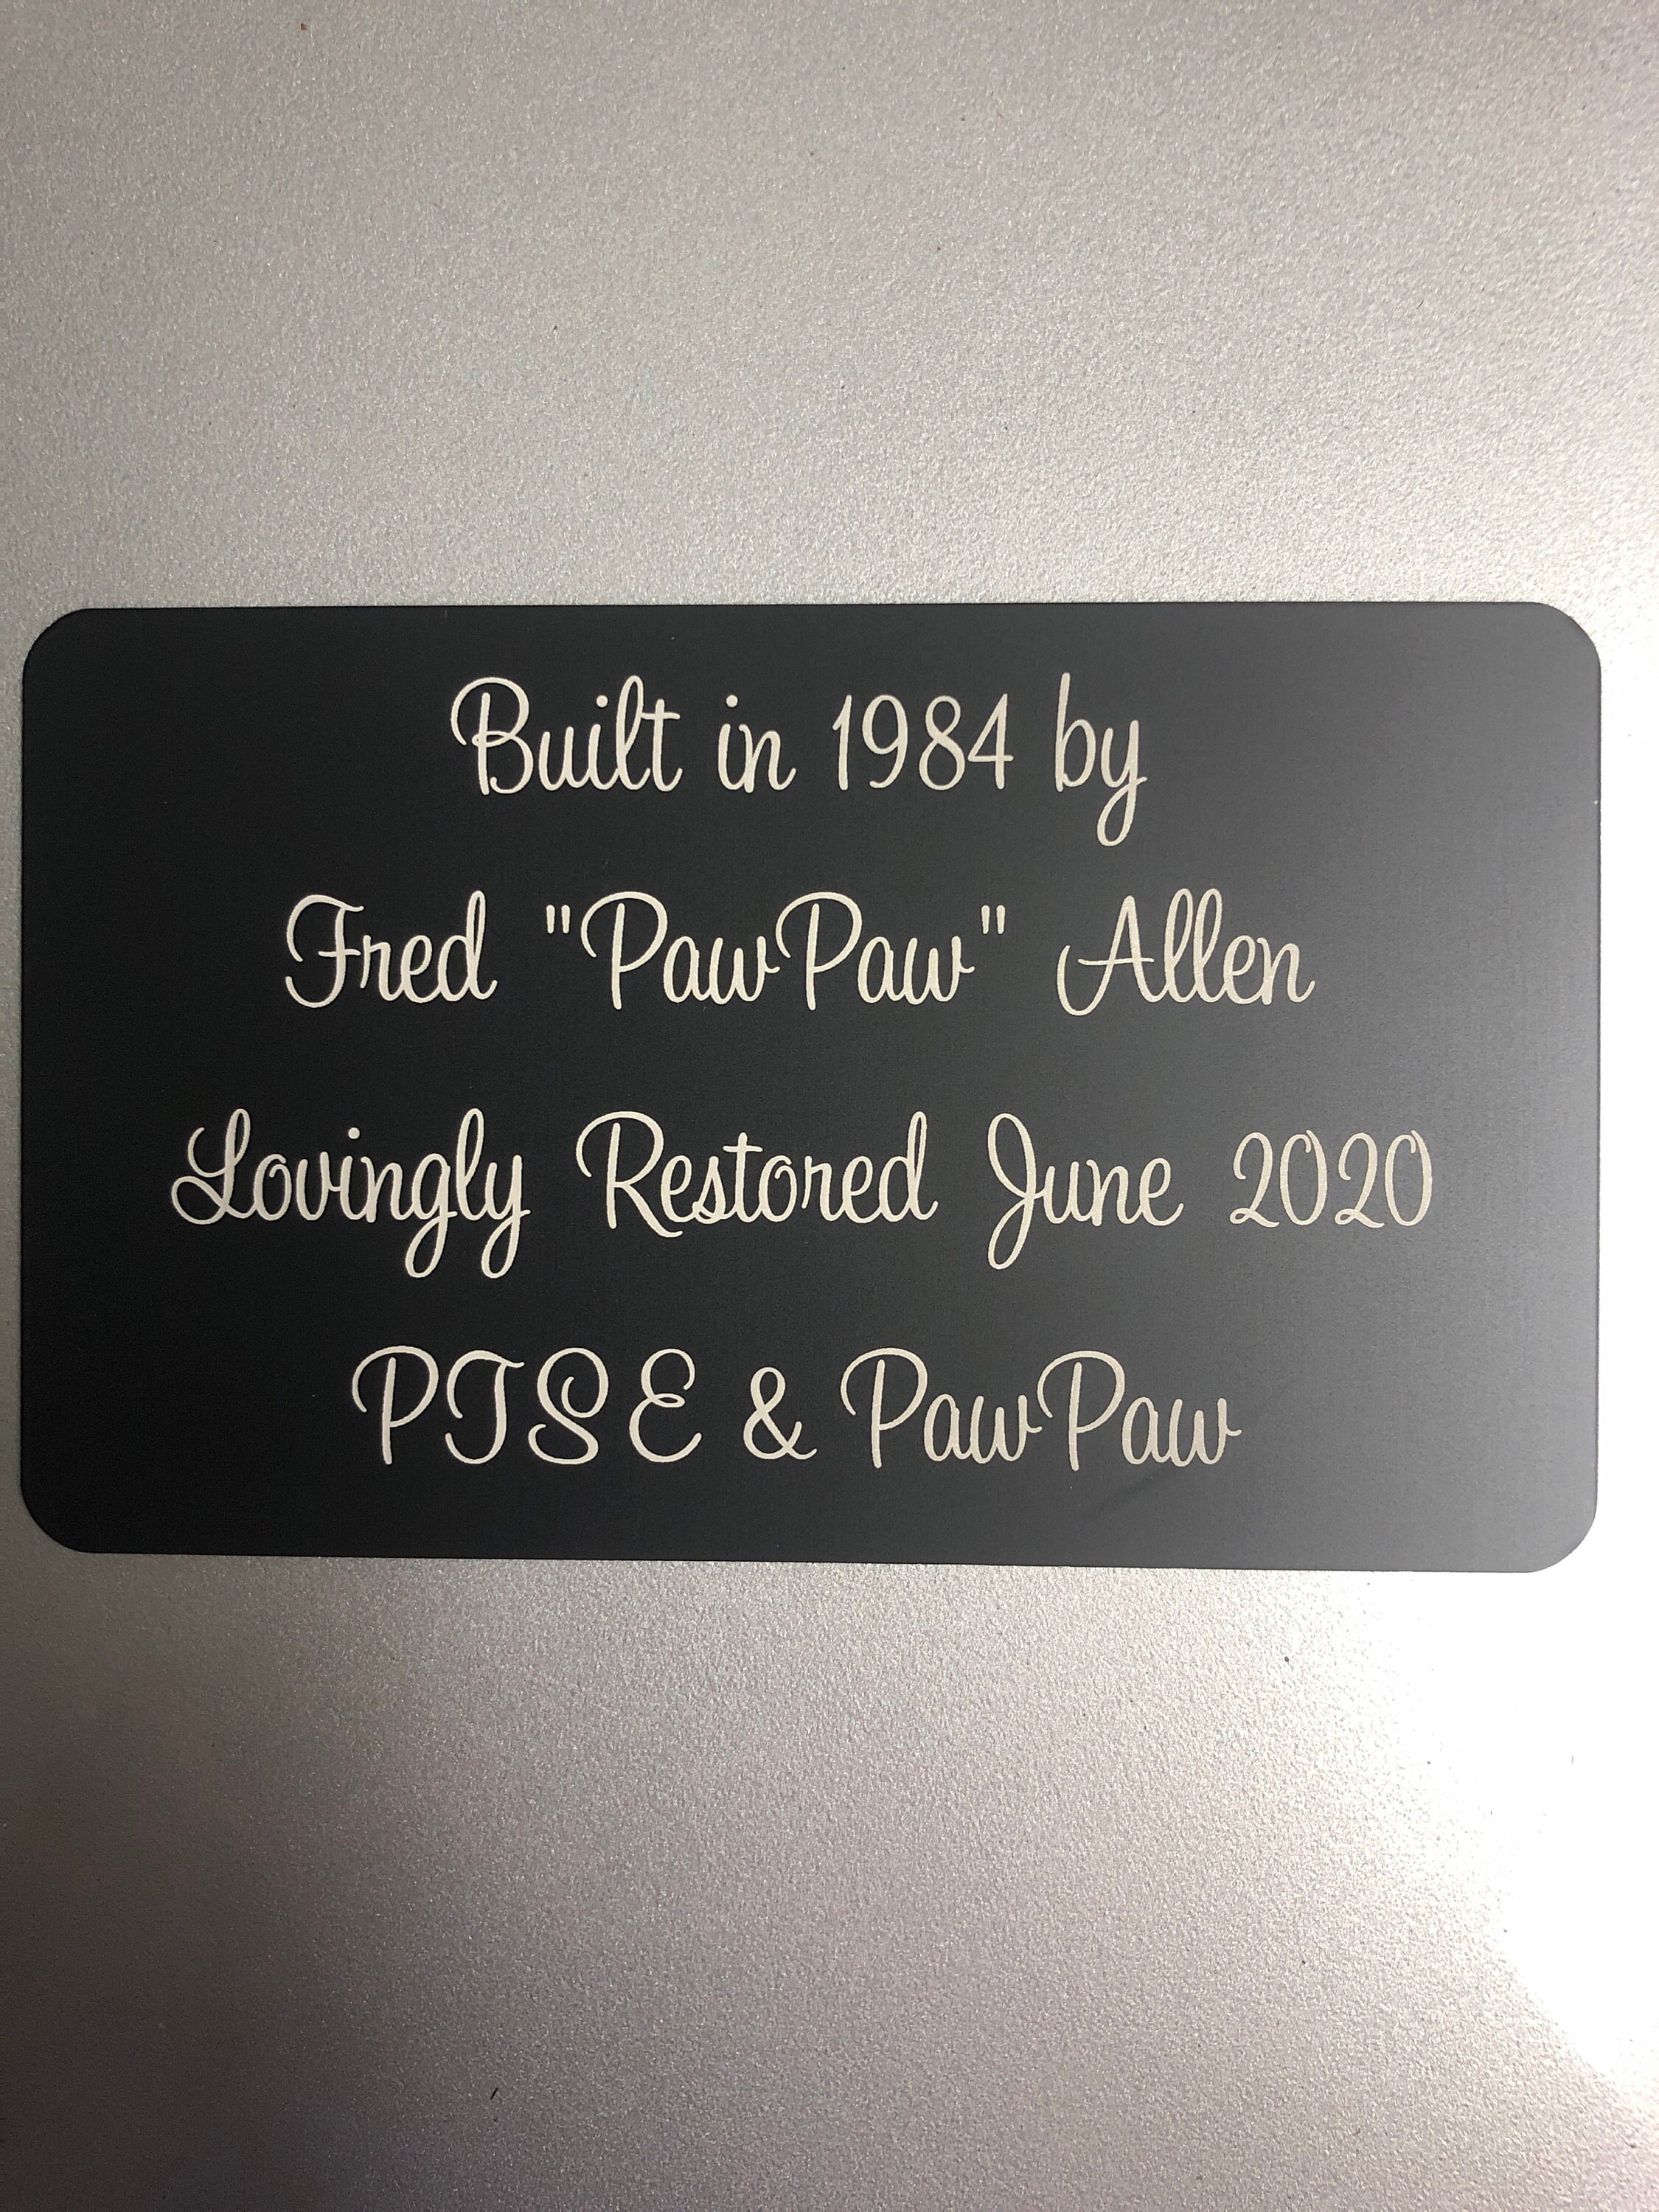 Built in 1984 by
Fred "PawPaw" Allen
Lovingly Restored June 2020
PTSE & PawPaw